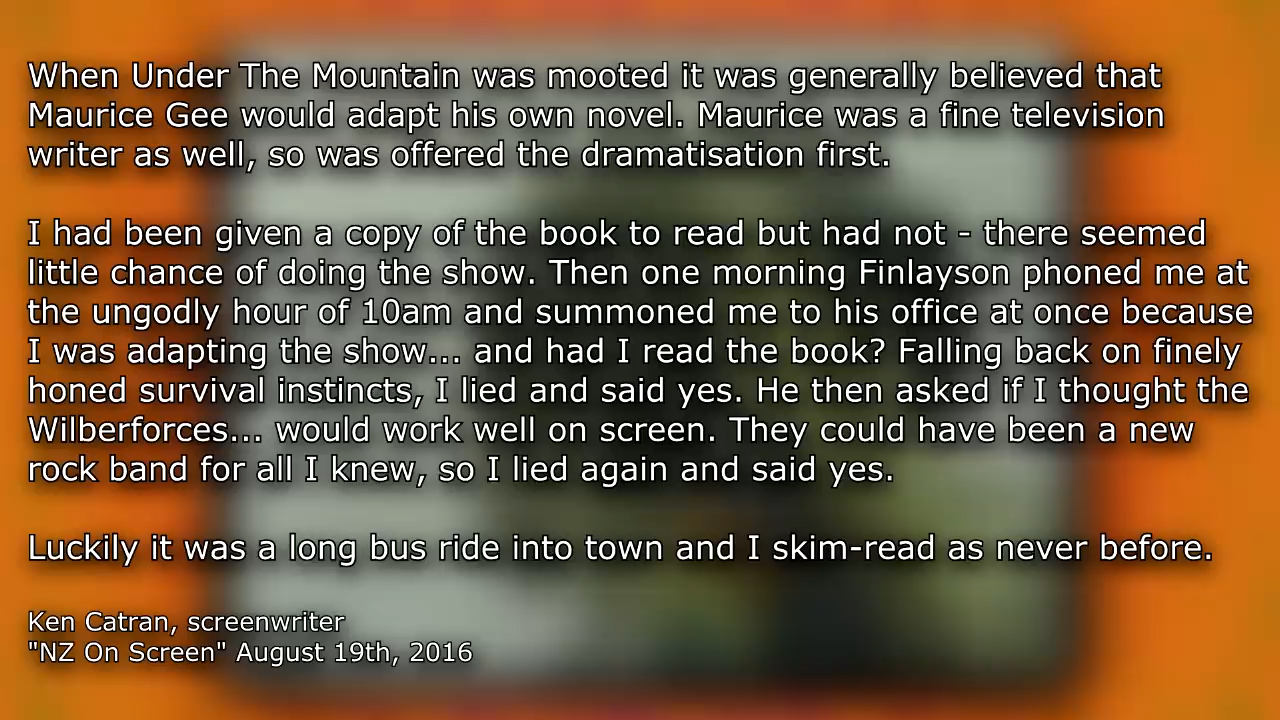 When Under The Mountain was mooted it was generally believed that
Maurice Gee would adapt his own novel. Maurice was a fine television
writer as well, so was offered the dramatisation first.
I had been given a copy of the book to read but had not - there seemed
little chance of doing the show. Then one morning Finlayson phoned me at
the ungodly hour of 10am and summoned me to his office at once because
I was adapting the show... and had I read the book? Falling back on finely
honed survival instincts, I lied and said yes. He then asked if I thought the
Wilberforces... would work well on screen. They could have been a new
rock band for all I knew, so I lied again and said yes.
Luckily it was a long bus ride into town and I skim-read as never before.
Ken Catran, screenwriter
"NZ On Screen" August 19th, 2016